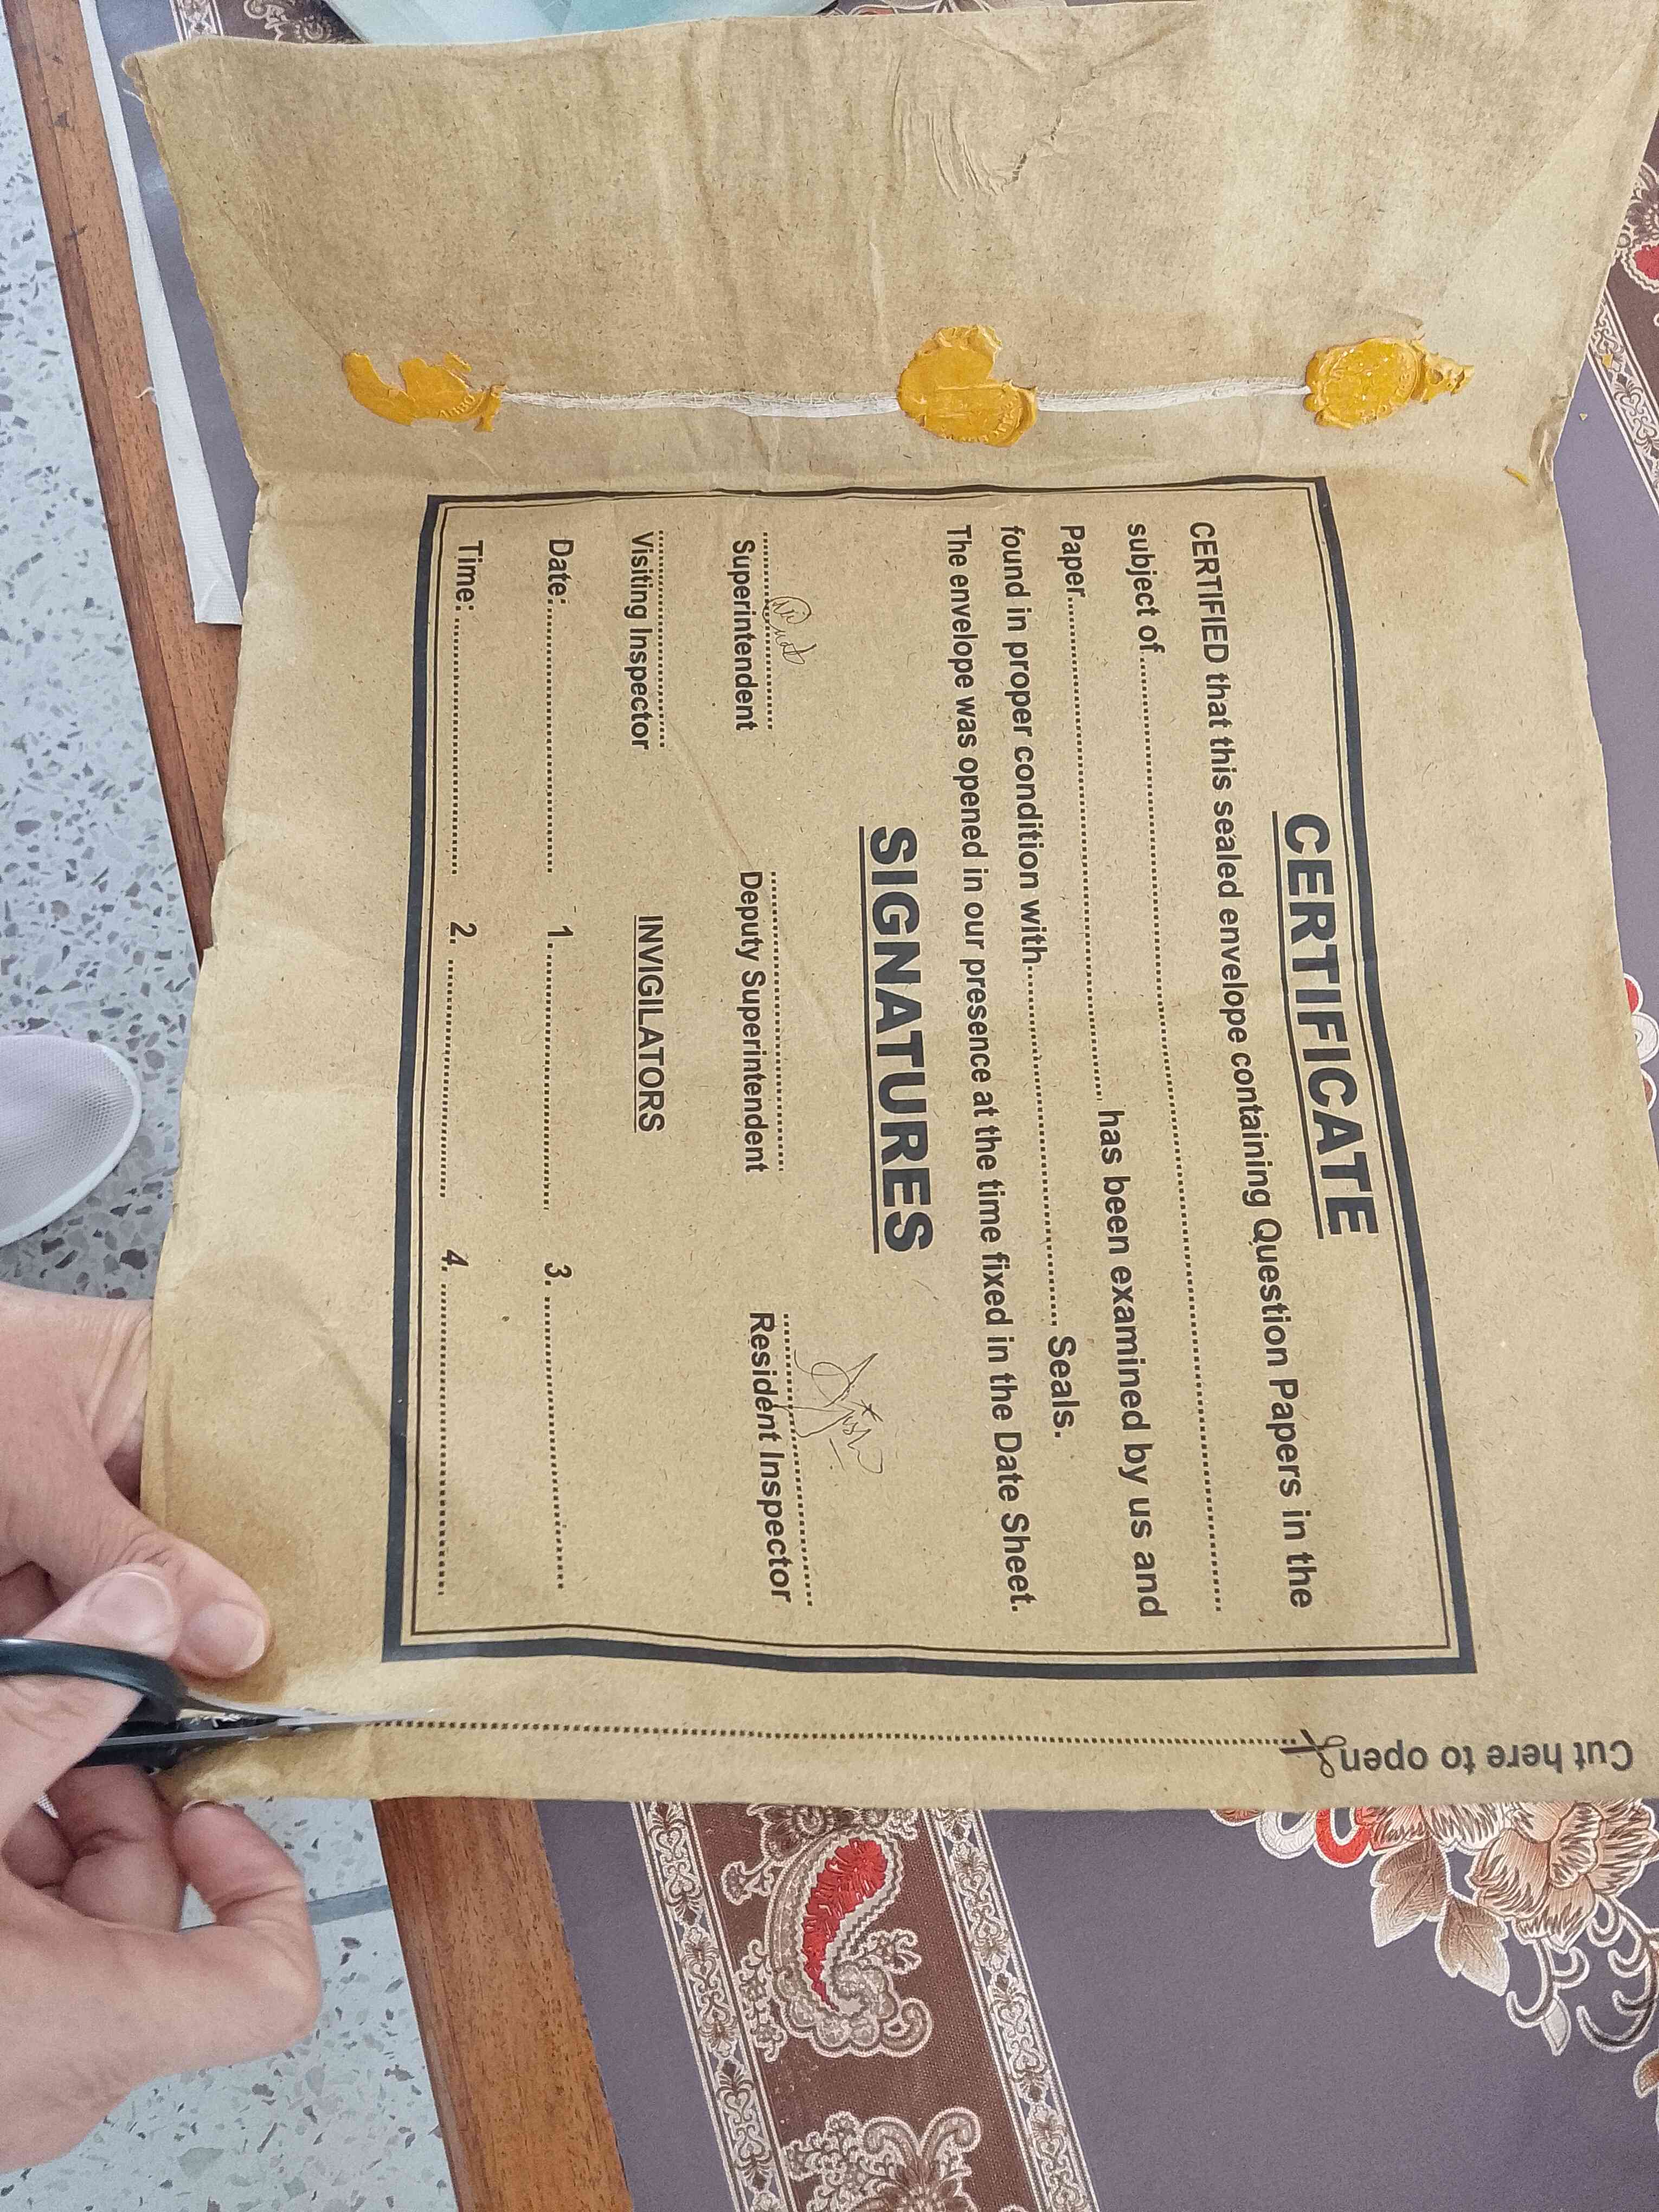 CERTIFICATE
CERTIFIED that this sealed envelope containing Question Papers in the
subject of..........
Paper.......... has been examined by us and
found in proper condition with.......... Seals.
The envelope was opened in our presence at the time fixed in the Date Sheet.
SIGNATURES
Superintendent Deputy Superintendent Resident Inspector
Visiting Inspector INVIGILATORS
Date:.......... 1........... 3. ..........
Time: .......... 2. .......... 4. ..........
Cut here to open